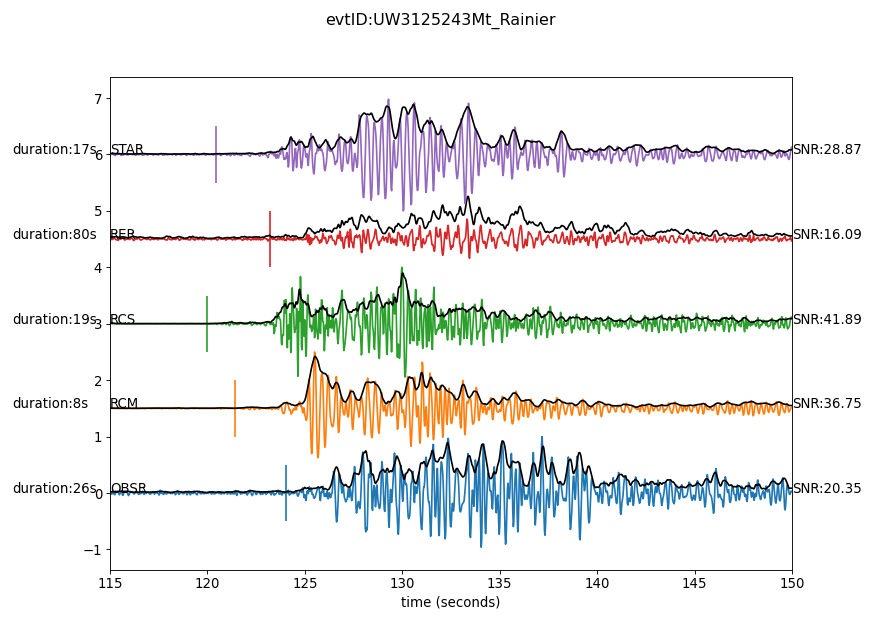 evtID:UW3125243Mt_Rainier
7
duration:17s STAR SNR:28.87
6
5
duration:80s RER SNR:16.09
4
duration:19s RCS SNR:41.89
3
2
duration:8s RCM SNR:36.75
1
duration:26s OBSR SNR:20.35
0
−1
115 120 125 130 135 140 145 150
time (seconds)